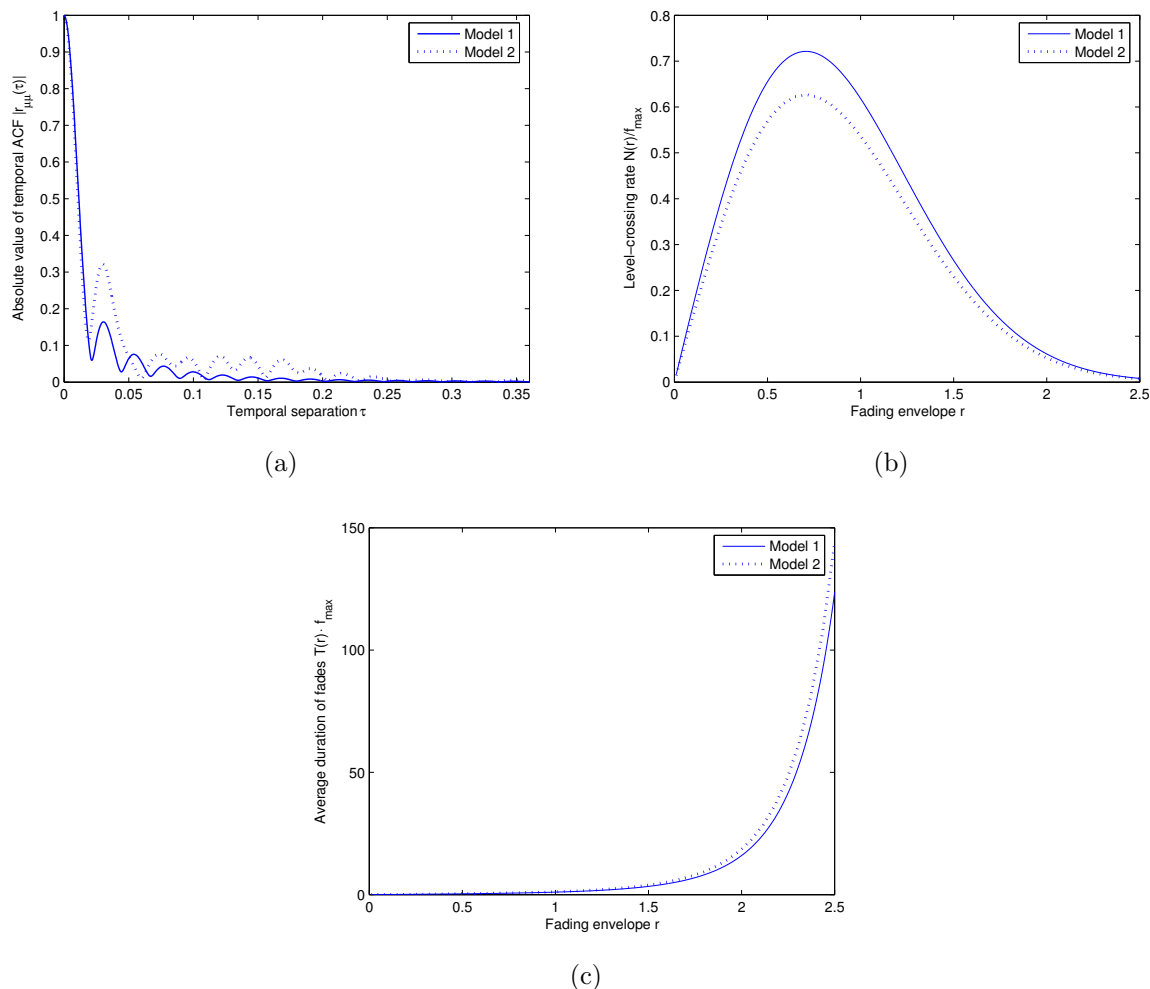 Absolute value of temporal ACF |r_μμ(τ)|
1
0.9
0.8
0.7
0.6
0.5
0.4
0.3
0.2
0.1
0
0 0.05 0.1 0.15 0.2 0.25 0.3 0.35
Temporal separation τ
Model 1
Model 2
(a)
Level−crossing rate N(r)/f_max
0.8
0.7
0.6
0.5
0.4
0.3
0.2
0.1
0
0 0.5 1 1.5 2 2.5
Fading envelope r
Model 1
Model 2
(b)
Average duration of fades T(r)· f_max
150
100
50
0
0 0.5 1 1.5 2 2.5
Fading envelope r
Model 1
Model 2
(c)